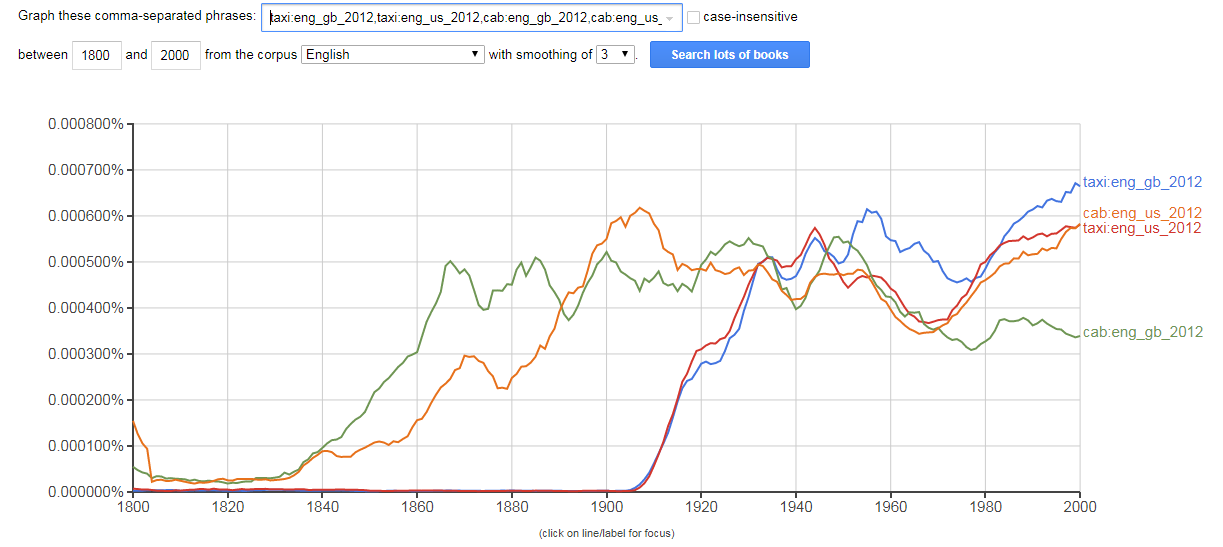 Graph these comma-separated phrases: taxi:eng_gb_2012,taxi:eng_us_2012,cab:eng_gb_2012,cab:eng_us_ case-insensitive
between 1800 and 2000 from the corpus English with smoothing of 3 . Search lots of books
0.000800%
0.000700%
0.000600%
0.000500%
0.000400%
0.000300%
0.000200%
0.000100%
0.000000%
taxi:eng_gb_2012
cab:eng_us_2012
taxi:eng_us_2012
cab:eng_gb_2012
1800 1820 1840 1860 1880 1900 1920 1940 1960 1980 2000
(click on line/label for focus)